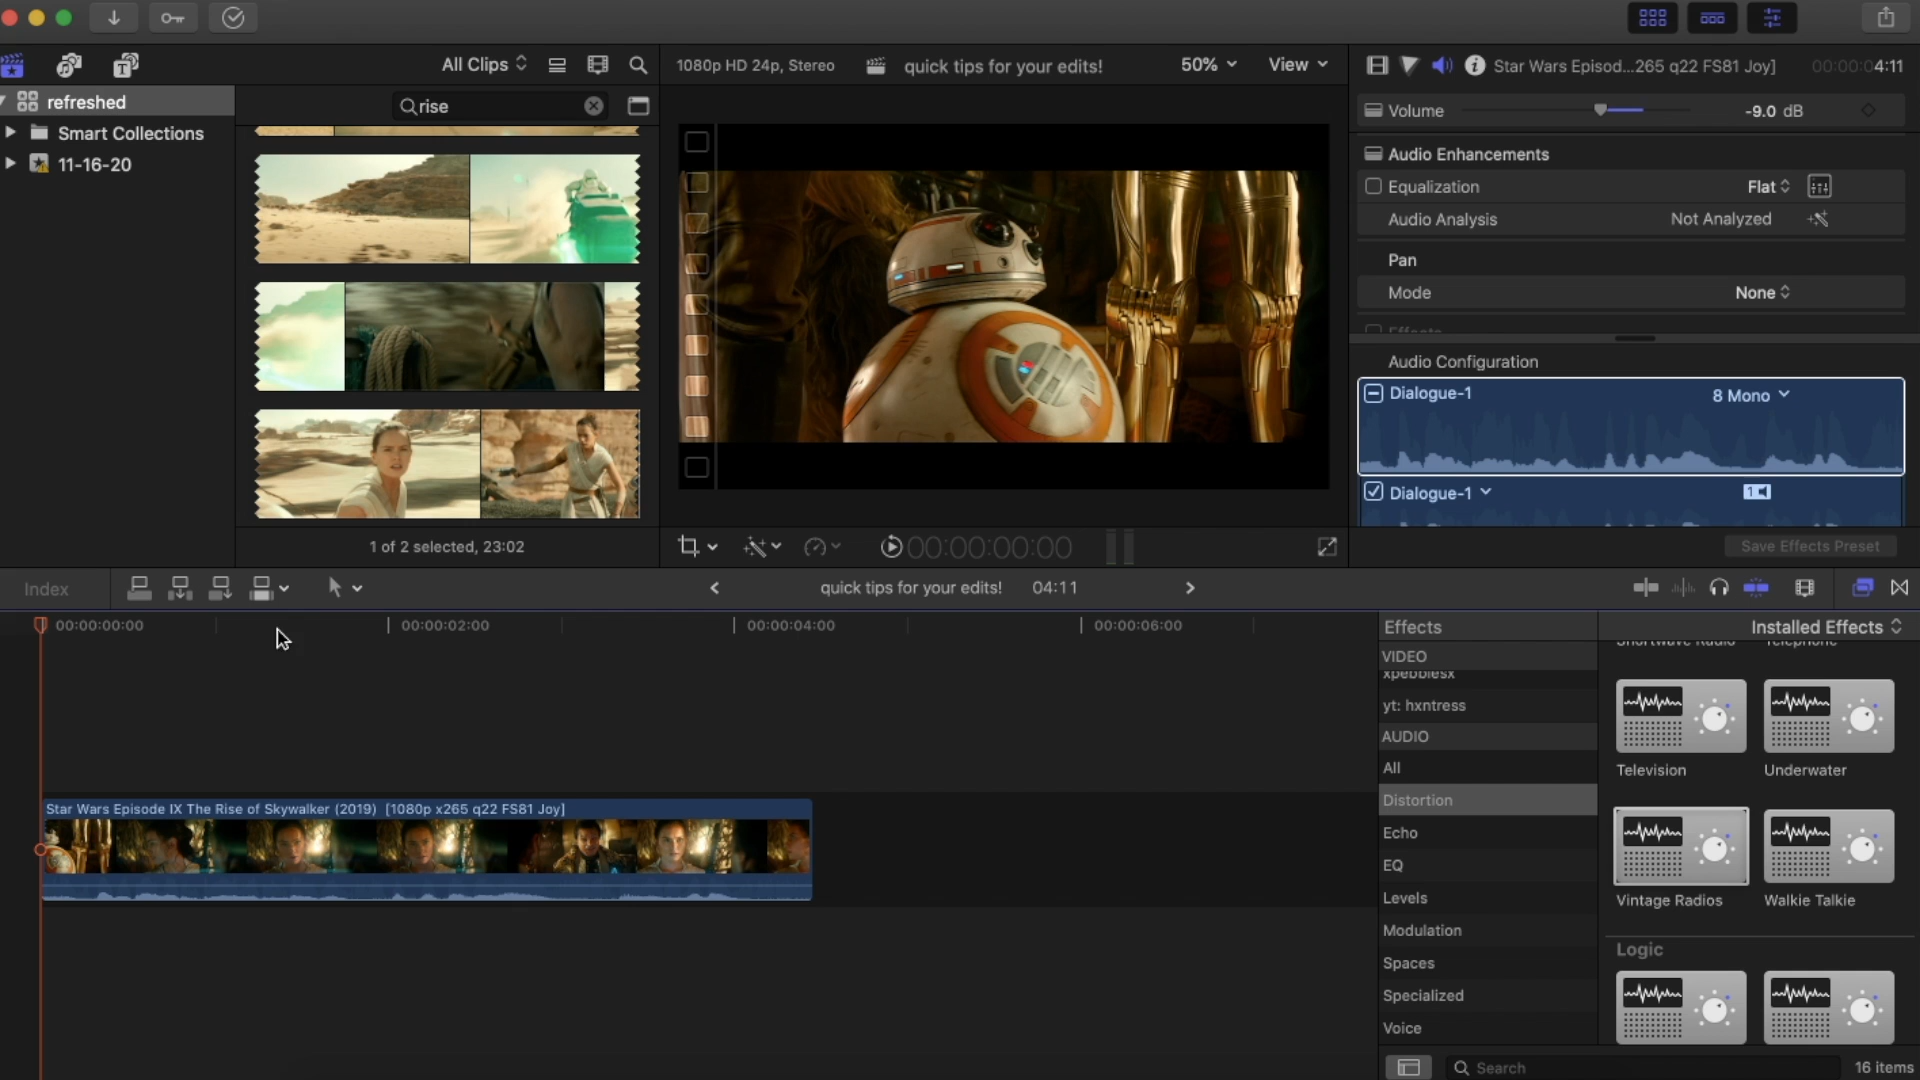 All Clips
1080p HD 24p, Stereo
quick tips for your edits!
50%
View
Star Wars Episod...265 q22 FS81 Joy]
00:00:04:11
refreshed
rise
Volume
-9.0 dB
Smart Collections
11-16-20
Audio Enhancements
Equalization
Flat
Audio Analysis
Not Analyzed
Pan
Mode
None
Effects
Audio Configuration
Dialogue-1
8 Mono
Dialogue-1
1
1 of 2 selected, 23:02
00:00:00:00
Save Effects Preset
Index
quick tips for your edits!
04:11
00:00:00:00
00:00:02:00
00:00:04:00
00:00:06:00
Effects
Installed Effects
VIDEO
xpebblesx
yt: hxntress
AUDIO
All
Distortion
Echo
EQ
Levels
Modulation
Spaces
Specialized
Voice
Shortwave Radio
Telephone
Television
Underwater
Vintage Radios
Walkie Talkie
Logic
Star Wars Episode IX The Rise of Skywalker (2019) [1080p x265 q22 FS81 Joy]
Search
16 items